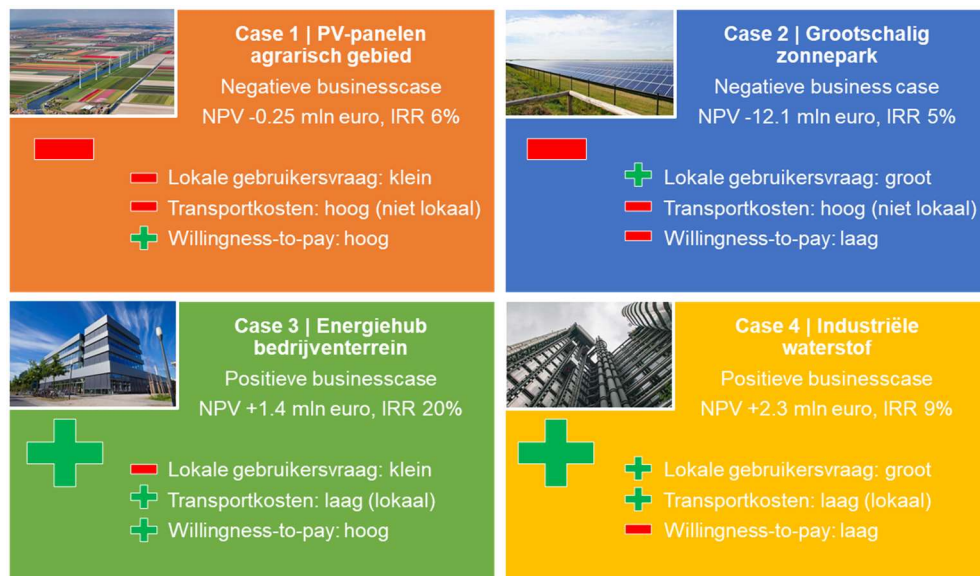 Case 1 | PV-panelen
agrarisch gebied
Negatieve businesscase
NPV -0.25 mln euro, IRR 6%
Lokale gebruikersvraag: klein
Transportkosten: hoog (niet lokaal)
Willingness-to-pay: hoog
Case 2 | Grootschalig
zonnepark
Negatieve business case
NPV -12.1 mln euro, IRR 5%
Lokale gebruikersvraag: groot
Transportkosten: hoog (niet lokaal)
Willingness-to-pay: laag
Case 3 | Energiehub
bedrijventerrein
Positieve businesscase
NPV +1.4 mln euro, IRR 20%
Lokale gebruikersvraag: klein
Transportkosten: laag (lokaal)
Willingness-to-pay: hoog
Case 4 | Industriële
waterstof
Positieve businesscase
NPV +2.3 mln euro, IRR 9%
Lokale gebruikersvraag: groot
Transportkosten: laag (lokaal)
Willingness-to-pay: laag